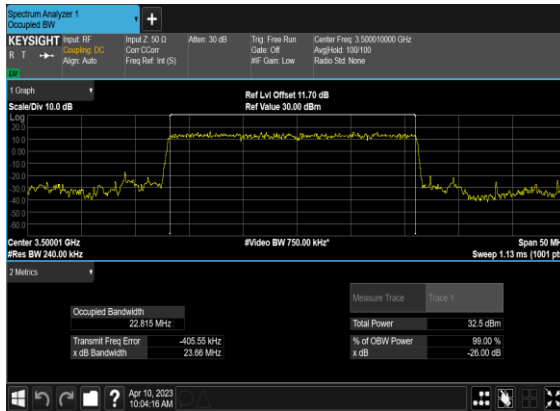 Spectrum Analyzer 1
Occupied BW
KEYSIGHT Input: RF Input Z: 50 Ω Atten: 30 dB Trig: Free Run Center Freq: 3.500010000 GHz
R T Coupling: DC Corr CCorr Gate: Off Avg|Hold: 100/100
Align: Auto Freq Ref: Int (S) #IF Gain: Low Radio Std: None
LXI
1 Graph
Ref Lvl Offset 11.70 dB
Scale/Div 10.0 dB Ref Value 30.00 dBm
Log
20.0
10.0
0.00
-10.0
-20.0
-30.0
-40.0
-50.0
-60.0
Center 3.50001 GHz #Video BW 750.00 kHz* Span 50 MH
#Res BW 240.00 kHz Sweep 1.13 ms (1001 pt
2 Metrics
Measure Trace Trace 1
Occupied Bandwidth
22.815 MHz Total Power 32.5 dBm
Transmit Freq Error -405.55 kHz % of OBW Power 99.00 %
x dB Bandwidth 23.66 MHz x dB -26.00 dB
Apr 10, 2023
10:04:16 AM